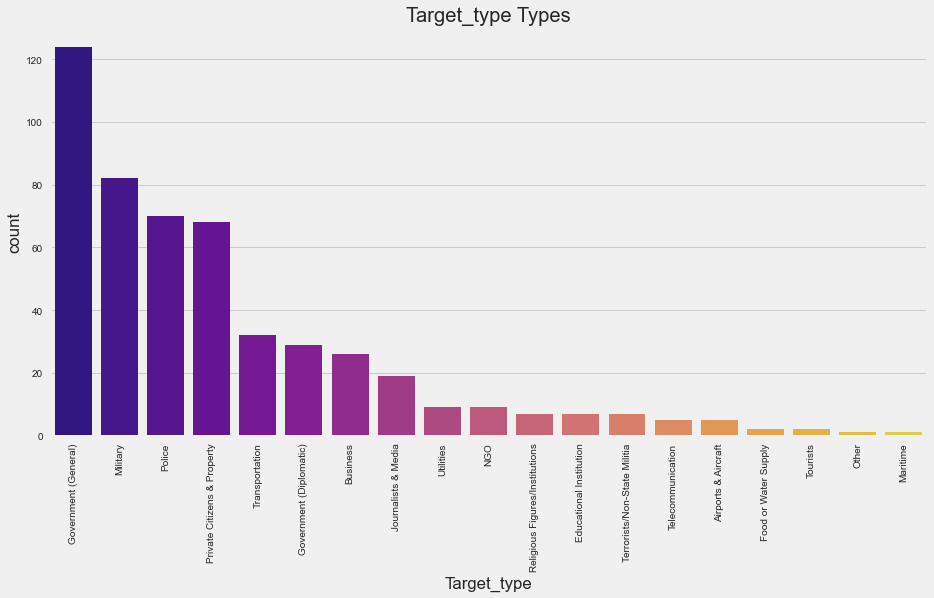 Target_type Types
count
120
100
80
60
40
20
0
Government (General)
Military
Police
Private Citizens & Property
Transportation
Government (Diplomatic)
Business
Journalists & Media
Utilities
NGO
Religious Figures/Institutions
Educational Institution
Terrorists/Non-State Militia
Telecommunication
Airports & Aircraft
Food or Water Supply
Tourists
Other
Maritime
Target_type